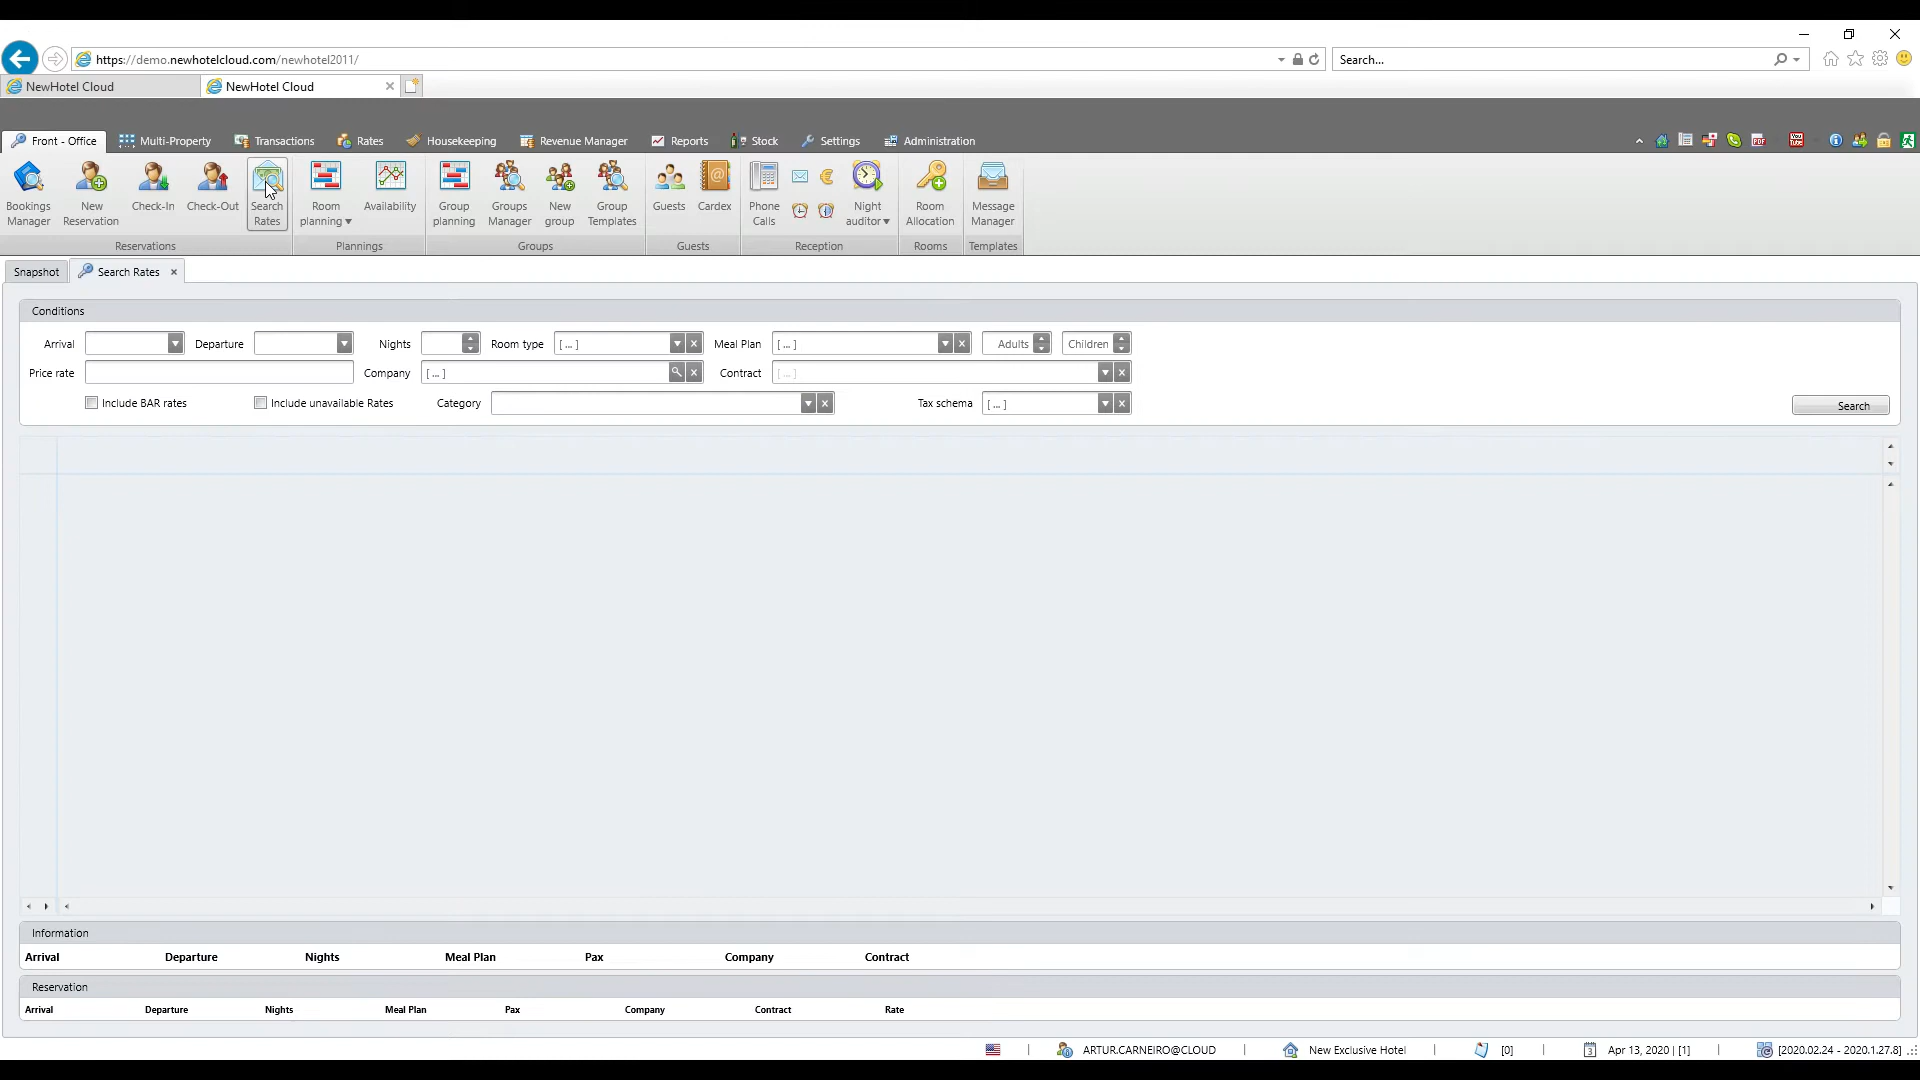 https://demo.newhotelcloud.com/newhotel2011/
Search...
NewHotel Cloud
NewHotel Cloud
Front - Office
Multi-Property
Transactions
Rates
Housekeeping
Revenue Manager
Reports
Stock
Settings
Administration
Bookings Manager
New Reservation
Check-In
Check-Out
Search Rates
Room planning
Availability
Group planning
Groups Manager
New group
Group Templates
Guests
Cardex
Phone Calls
Night auditor
Room Allocation
Message Manager
Reservations
Plannings
Groups
Guests
Reception
Rooms
Templates
Snapshot
Search Rates
Conditions
Arrival
Departure
Nights
Room type [ ... ]
Meal Plan [ ... ]
Adults
Children
Price rate
Company [ ... ]
Contract [ ... ]
Include BAR rates
Include unavailable Rates
Category
Tax schema [ ... ]
Search
Information
Arrival Departure Nights Meal Plan Pax Company Contract
Reservation
Arrival Departure Nights Meal Plan Pax Company Contract Rate
ARTUR.CARNEIRO@CLOUD
New Exclusive Hotel
[0]
Apr 13, 2020 | [1]
[2020.02.24 - 2020.1.27.8]